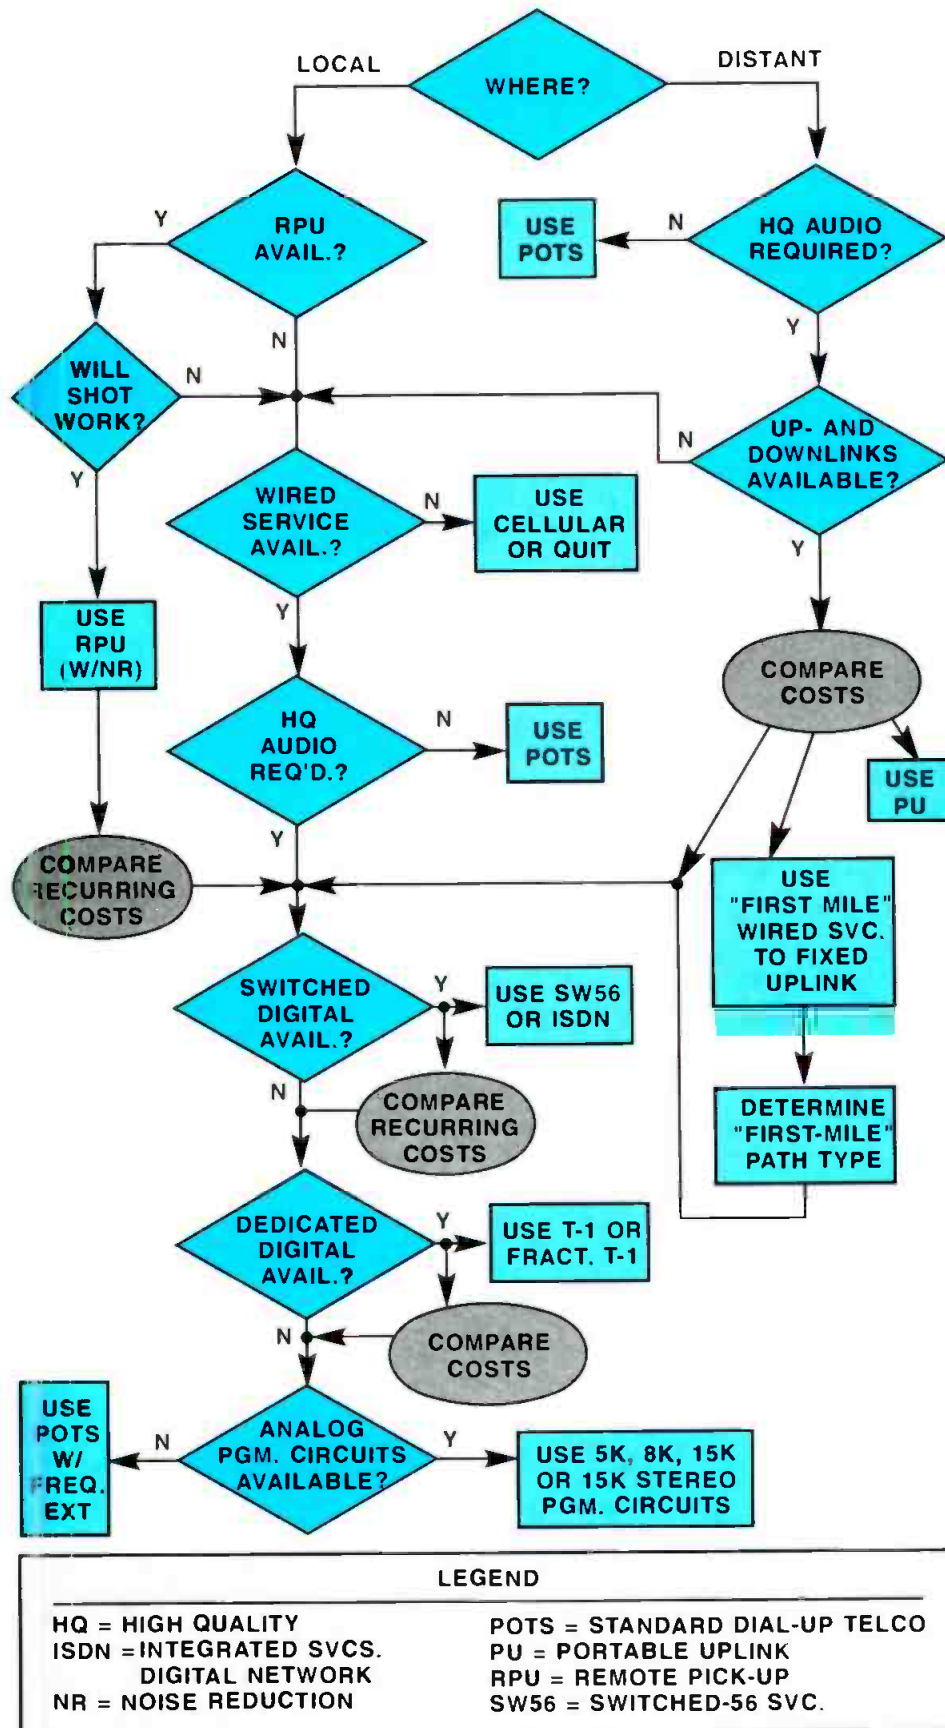 LOCAL
WHERE?
DISTANT
Y
RPU
AVAIL.?
USE
POTS
N
HQ AUDIO
REQUIRED?
N
Y
WILL
SHOT
WORK?
N
Y
N
UP- AND
DOWNLINKS
AVAILABLE?
WIRED
SERVICE
AVAIL.?
N
USE
CELLULAR
OR QUIT
Y
Y
USE
RPU
(W/NR)
COMPARE
COSTS
HQ
AUDIO
REQ'D.?
N
USE
POTS
USE
PU
Y
COMPARE
RECURRING
COSTS
USE
"FIRST MILE"
WIRED SVC.
TO FIXED
UPLINK
SWITCHED
DIGITAL
AVAIL.?
Y
USE SW56
OR ISDN
N
COMPARE
RECURRING
COSTS
DETERMINE
"FIRST-MILE"
PATH TYPE
DEDICATED
DIGITAL
AVAIL.?
Y
USE T-1 OR
FRACT. T-1
N
COMPARE
COSTS
USE
POTS
W/
FREQ.
EXT
N
ANALOG
PGM. CIRCUITS
AVAILABLE?
Y
USE 5K, 8K, 15K
OR 15K STEREO
PGM. CIRCUITS
LEGEND
HQ = HIGH QUALITY
ISDN = INTEGRATED SVCS.
DIGITAL NETWORK
NR = NOISE REDUCTION
POTS = STANDARD DIAL-UP TELCO
PU = PORTABLE UPLINK
RPU = REMOTE PICK-UP
SW56 = SWITCHED-56 SVC.